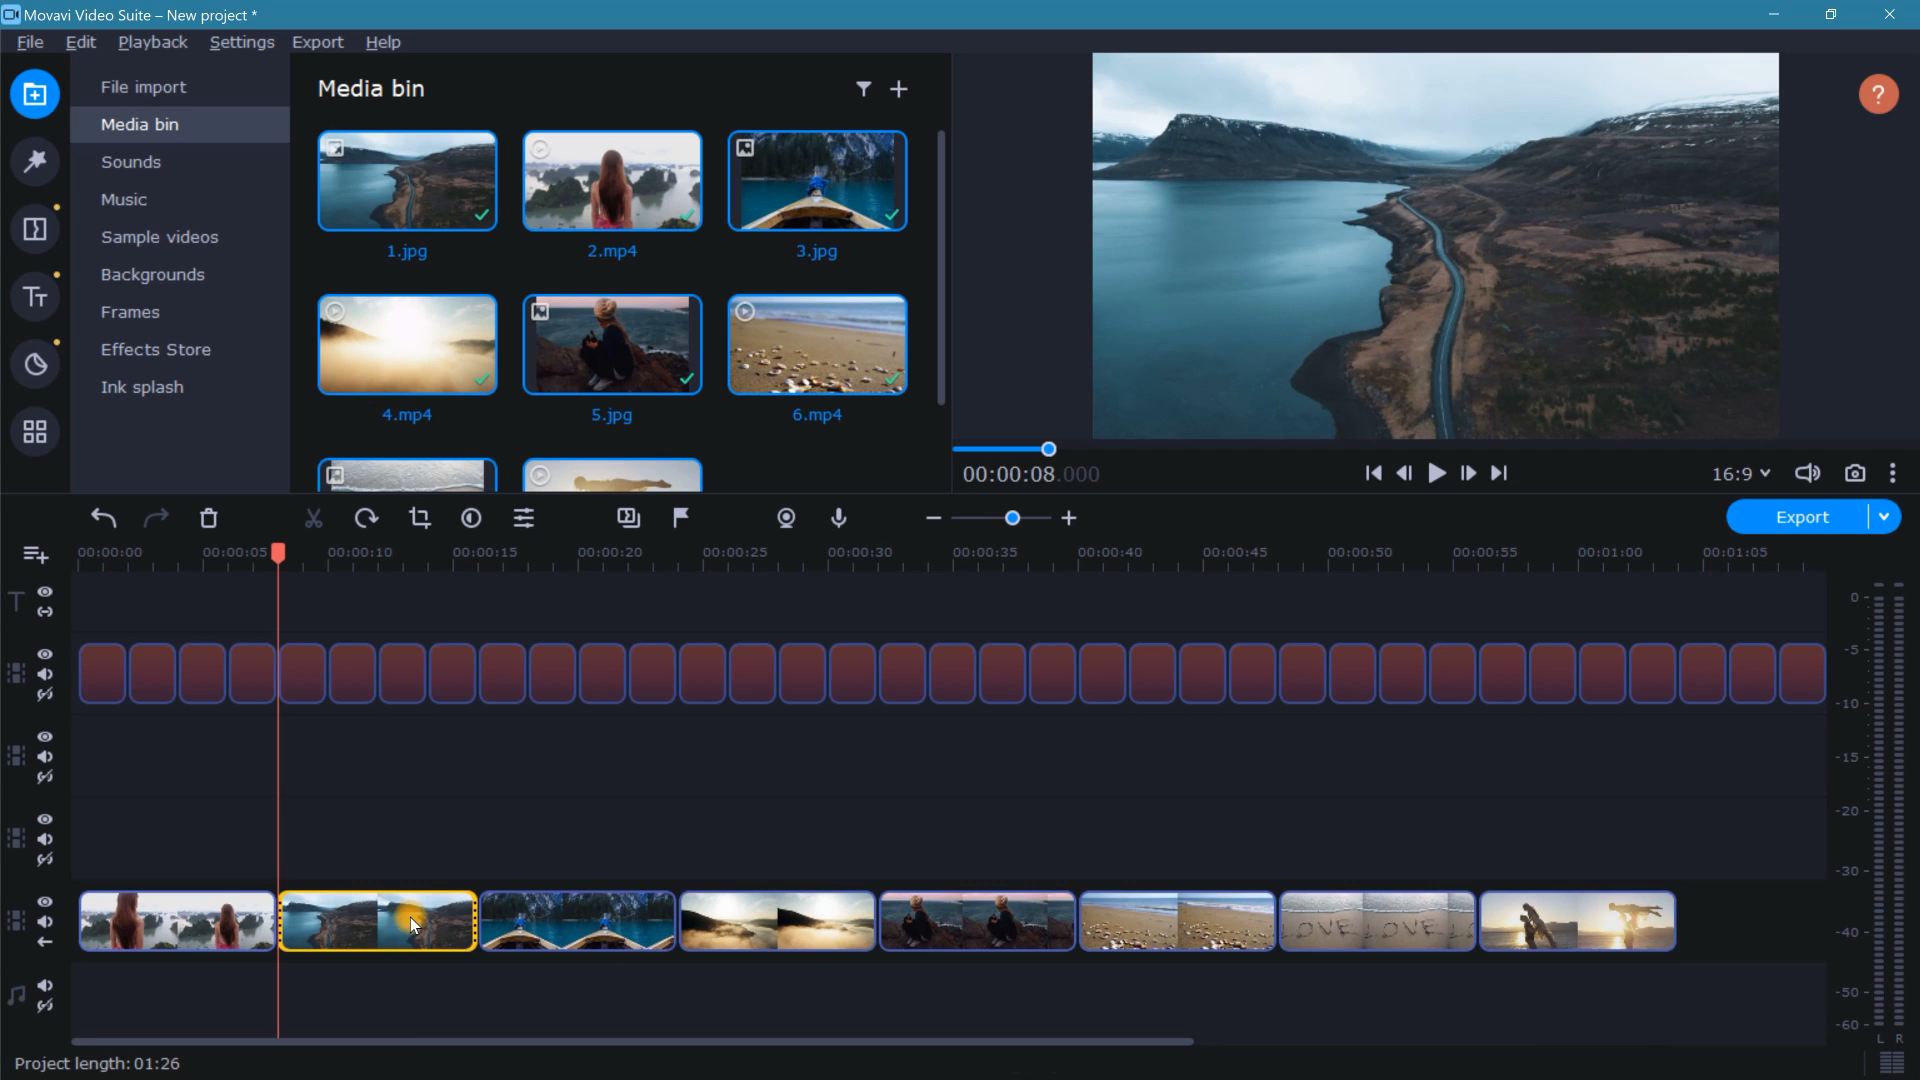 Movavi Video Suite – New project *
File Edit Playback Settings Export Help
File import
Media bin
Sounds
Music
Sample videos
Backgrounds
Frames
Effects Store
Ink splash
Media bin
1.jpg 2.mp4 3.jpg
4.mp4 5.jpg 6.mp4
?
00:00:08.000
16:9
Export
00:00:00 00:00:05 00:00:10 00:00:15 00:00:20 00:00:25 00:00:30 00:00:35 00:00:40 00:00:45 00:00:50 00:00:55 00:01:00 00:01:05
0
-5
-10
-15
-20
-30
-40
-50
-60
L R
LOVE LOVE
Project length: 01:26